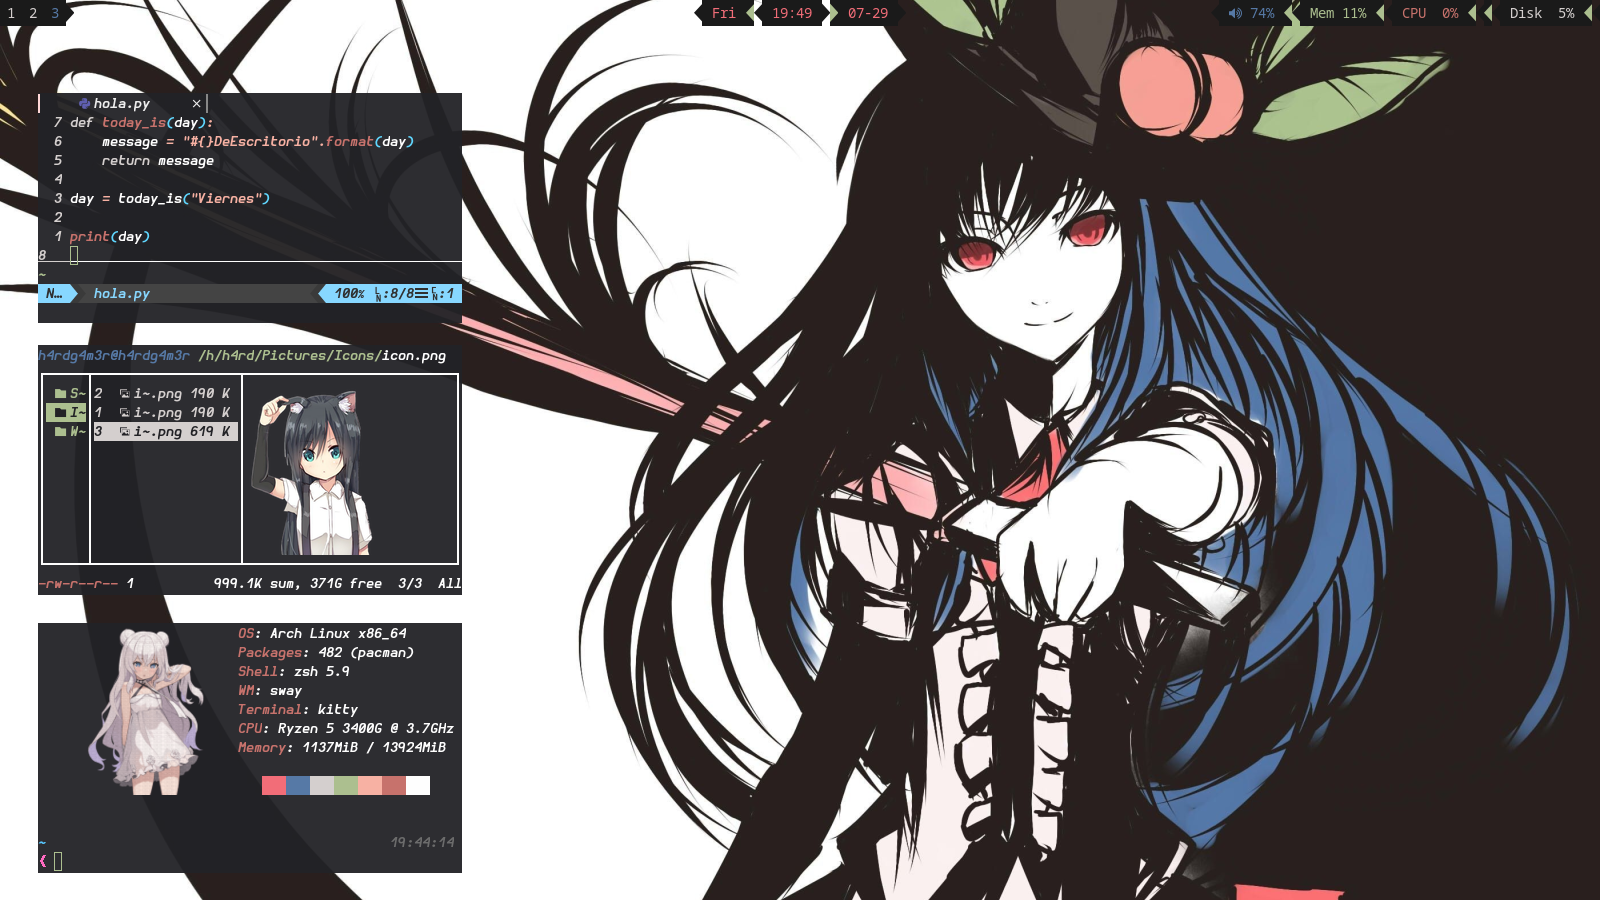 1 2 3
Fri 19:49 07-29
74% Mem 11% CPU 0% Disk 5%
hola.py ×
7 def today_is(day):
6 message = "#{}DeEscritorio".format(day)
5 return message
4
3 day = today_is("Viernes")
2
1 print(day)
8
~
N… hola.py 100% LN:8/8☰ CN:1
h4rdg4m3r@h4rdg4m3r /h/h4rd/Pictures/Icons/icon.png
S~ 2 i~.png 190 K
I~ 1 i~.png 190 K
W~ 3 i~.png 619 K
-rw-r--r-- 1 999.1K sum, 371G free 3/3 All
OS: Arch Linux x86_64
Packages: 482 (pacman)
Shell: zsh 5.9
WM: sway
Terminal: kitty
CPU: Ryzen 5 3400G @ 3.7GHz
Memory: 1137MiB / 13924MiB
~ 19:44:14
❮